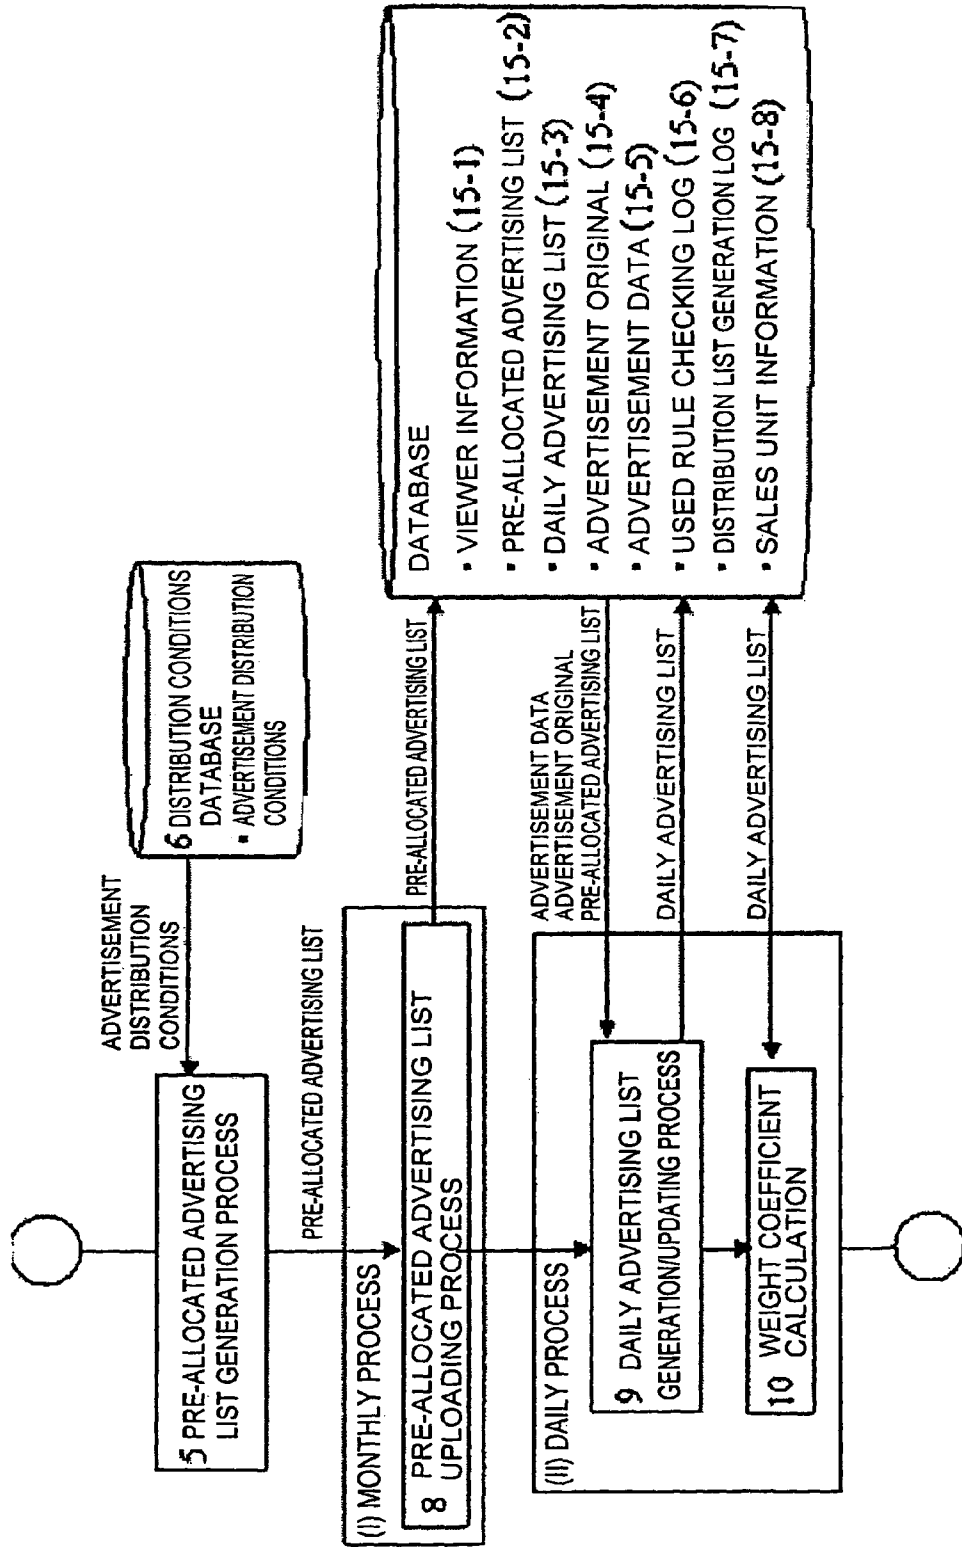 ADVERTISEMENT
DISTRIBUTION
CONDITIONS
6 DISTRIBUTION CONDITIONS
DATABASE
• ADVERTISEMENT DISTRIBUTION
CONDITIONS
5 PRE-ALLOCATED ADVERTISING
LIST GENERATION PROCESS
PRE-ALLOCATED ADVERTISING LIST
(I) MONTHLY PROCESS
8 PRE-ALLOCATED ADVERTISING LIST
UPLOADING PROCESS
PRE-ALLOCATED ADVERTISING LIST
(II) DAILY PROCESS
9 DAILY ADVERTISING LIST
GENERATION/UPDATING PROCESS
10 WEIGHT COEFFICIENT
CALCULATION
ADVERTISEMENT DATA
ADVERTISEMENT ORIGINAL
PRE-ALLOCATED ADVERTISING LIST
DAILY ADVERTISING LIST
DAILY ADVERTISING LIST
DATABASE
• VIEWER INFORMATION (15-1)
• PRE-ALLOCATED ADVERTISING LIST (15-2)
• DAILY ADVERTISING LIST (15-3)
• ADVERTISEMENT ORIGINAL (15-4)
• ADVERTISEMENT DATA (15-5)
• USED RULE CHECKING LOG (15-6)
• DISTRIBUTION LIST GENERATION LOG (15-7)
• SALES UNIT INFORMATION (15-8)